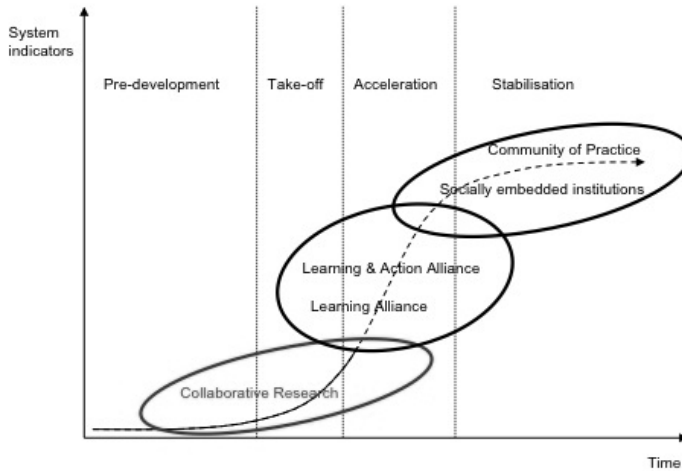 System
indicators
Pre-development
Take-off
Acceleration
Stabilisation
Community of Practice
Socially embedded institutions
Learning & Action Alliance
Learning Alliance
Collaborative Research
Time